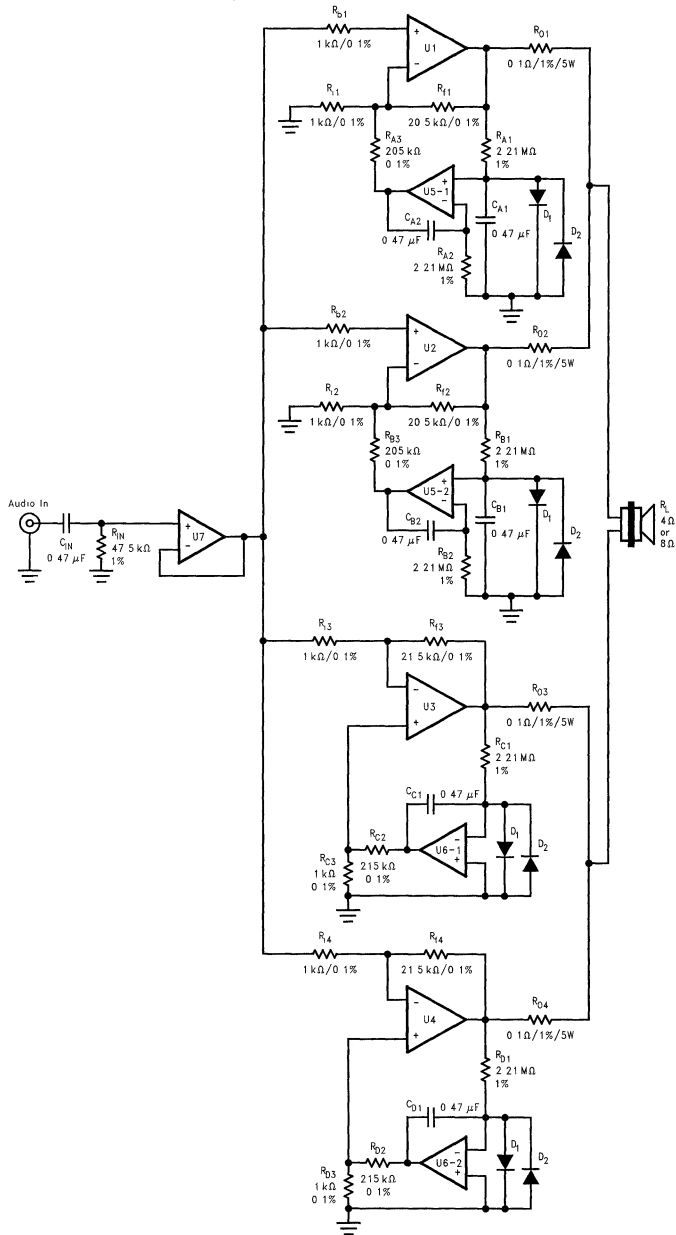 Rb1
1 kΩ/0 1%
+
−
U1
RO1
0 1Ω/1%/5W
Ri1
1 kΩ/0 1%
Rf1
20 5 kΩ/0 1%
RA3
205 kΩ
0 1%
RA1
2 21 MΩ
1%
+
−
U5-1
CA2
0 47 μF
CA1
0 47 μF
D1
D2
RA2
2 21 MΩ
1%
Rb2
1 kΩ/0 1%
+
−
U2
RO2
0 1Ω/1%/5W
Ri2
1 kΩ/0 1%
Rf2
20 5 kΩ/0 1%
RB3
205 kΩ
0 1%
RB1
2 21 MΩ
1%
+
−
U5-2
CB2
0 47 μF
CB1
0 47 μF
D1
D2
RB2
2 21 MΩ
1%
Audio In
CIN
0 47 μF
RIN
47 5 kΩ
1%
+
−
U7
RL
4Ω
or
8Ω
Ri3
1 kΩ/0 1%
Rf3
21 5 kΩ/0 1%
−
+
U3
RO3
0 1Ω/1%/5W
RC1
2 21 MΩ
1%
CC1 0 47 μF
RC2
215 kΩ
0 1%
RC3
1 kΩ
0 1%
−
+
U6-1
D1
D2
Ri4
1 kΩ/0 1%
Rf4
21 5 kΩ/0 1%
−
+
U4
RO4
0 1Ω/1%/5W
RD1
2 21 MΩ
1%
CD1 0 47 μF
RD2
215 kΩ
0 1%
RD3
1 kΩ
0 1%
−
+
U6-2
D1
D2